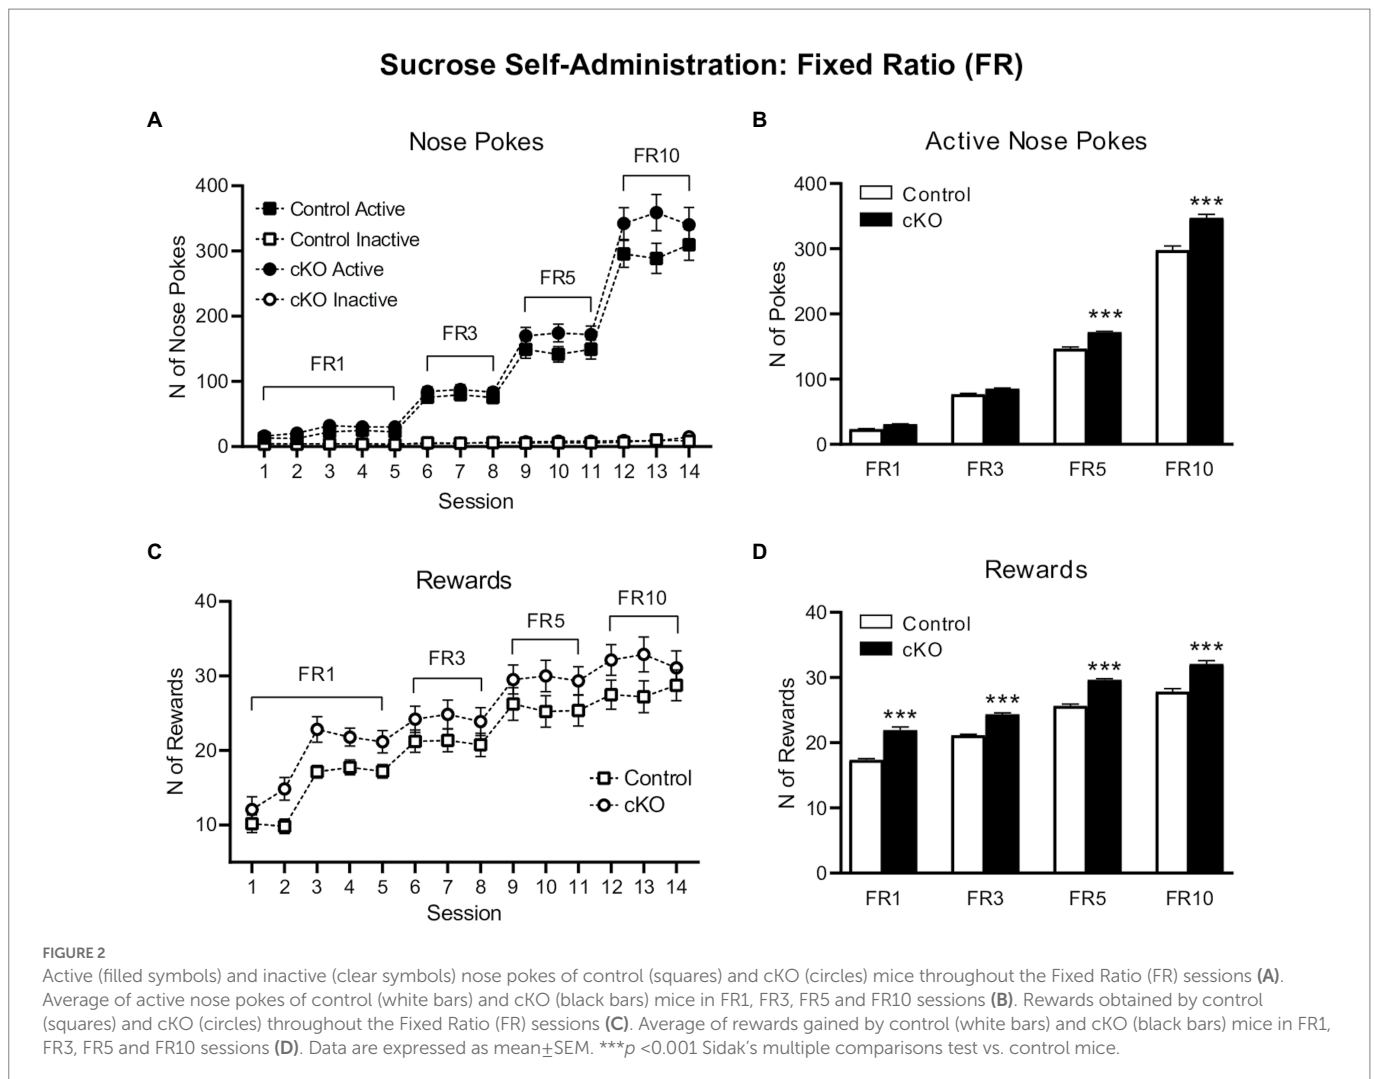 Sucrose Self-Administration: Fixed Ratio (FR)
A
Nose Pokes
N of Nose Pokes
400
300
200
100
0
Control Active
Control Inactive
cKO Active
cKO Inactive
FR1
FR3
FR5
FR10
1 2 3 4 5 6 7 8 9 10 11 12 13 14
Session
B
Active Nose Pokes
N of Pokes
400
300
200
100
0
Control
cKO
***
***
FR1 FR3 FR5 FR10
C
Rewards
N of Rewards
40
30
20
10
FR1
FR3
FR5
FR10
Control
cKO
1 2 3 4 5 6 7 8 9 10 11 12 13 14
Session
D
Rewards
N of Rewards
40
30
20
10
0
Control
cKO
***
***
***
***
FR1 FR3 FR5 FR10
FIGURE 2
Active (filled symbols) and inactive (clear symbols) nose pokes of control (squares) and cKO (circles) mice throughout the Fixed Ratio (FR) sessions (A).
Average of active nose pokes of control (white bars) and cKO (black bars) mice in FR1, FR3, FR5 and FR10 sessions (B). Rewards obtained by control
(squares) and cKO (circles) throughout the Fixed Ratio (FR) sessions (C). Average of rewards gained by control (white bars) and cKO (black bars) mice in FR1,
FR3, FR5 and FR10 sessions (D). Data are expressed as mean±SEM. ***p <0.001 Sidak's multiple comparisons test vs. control mice.